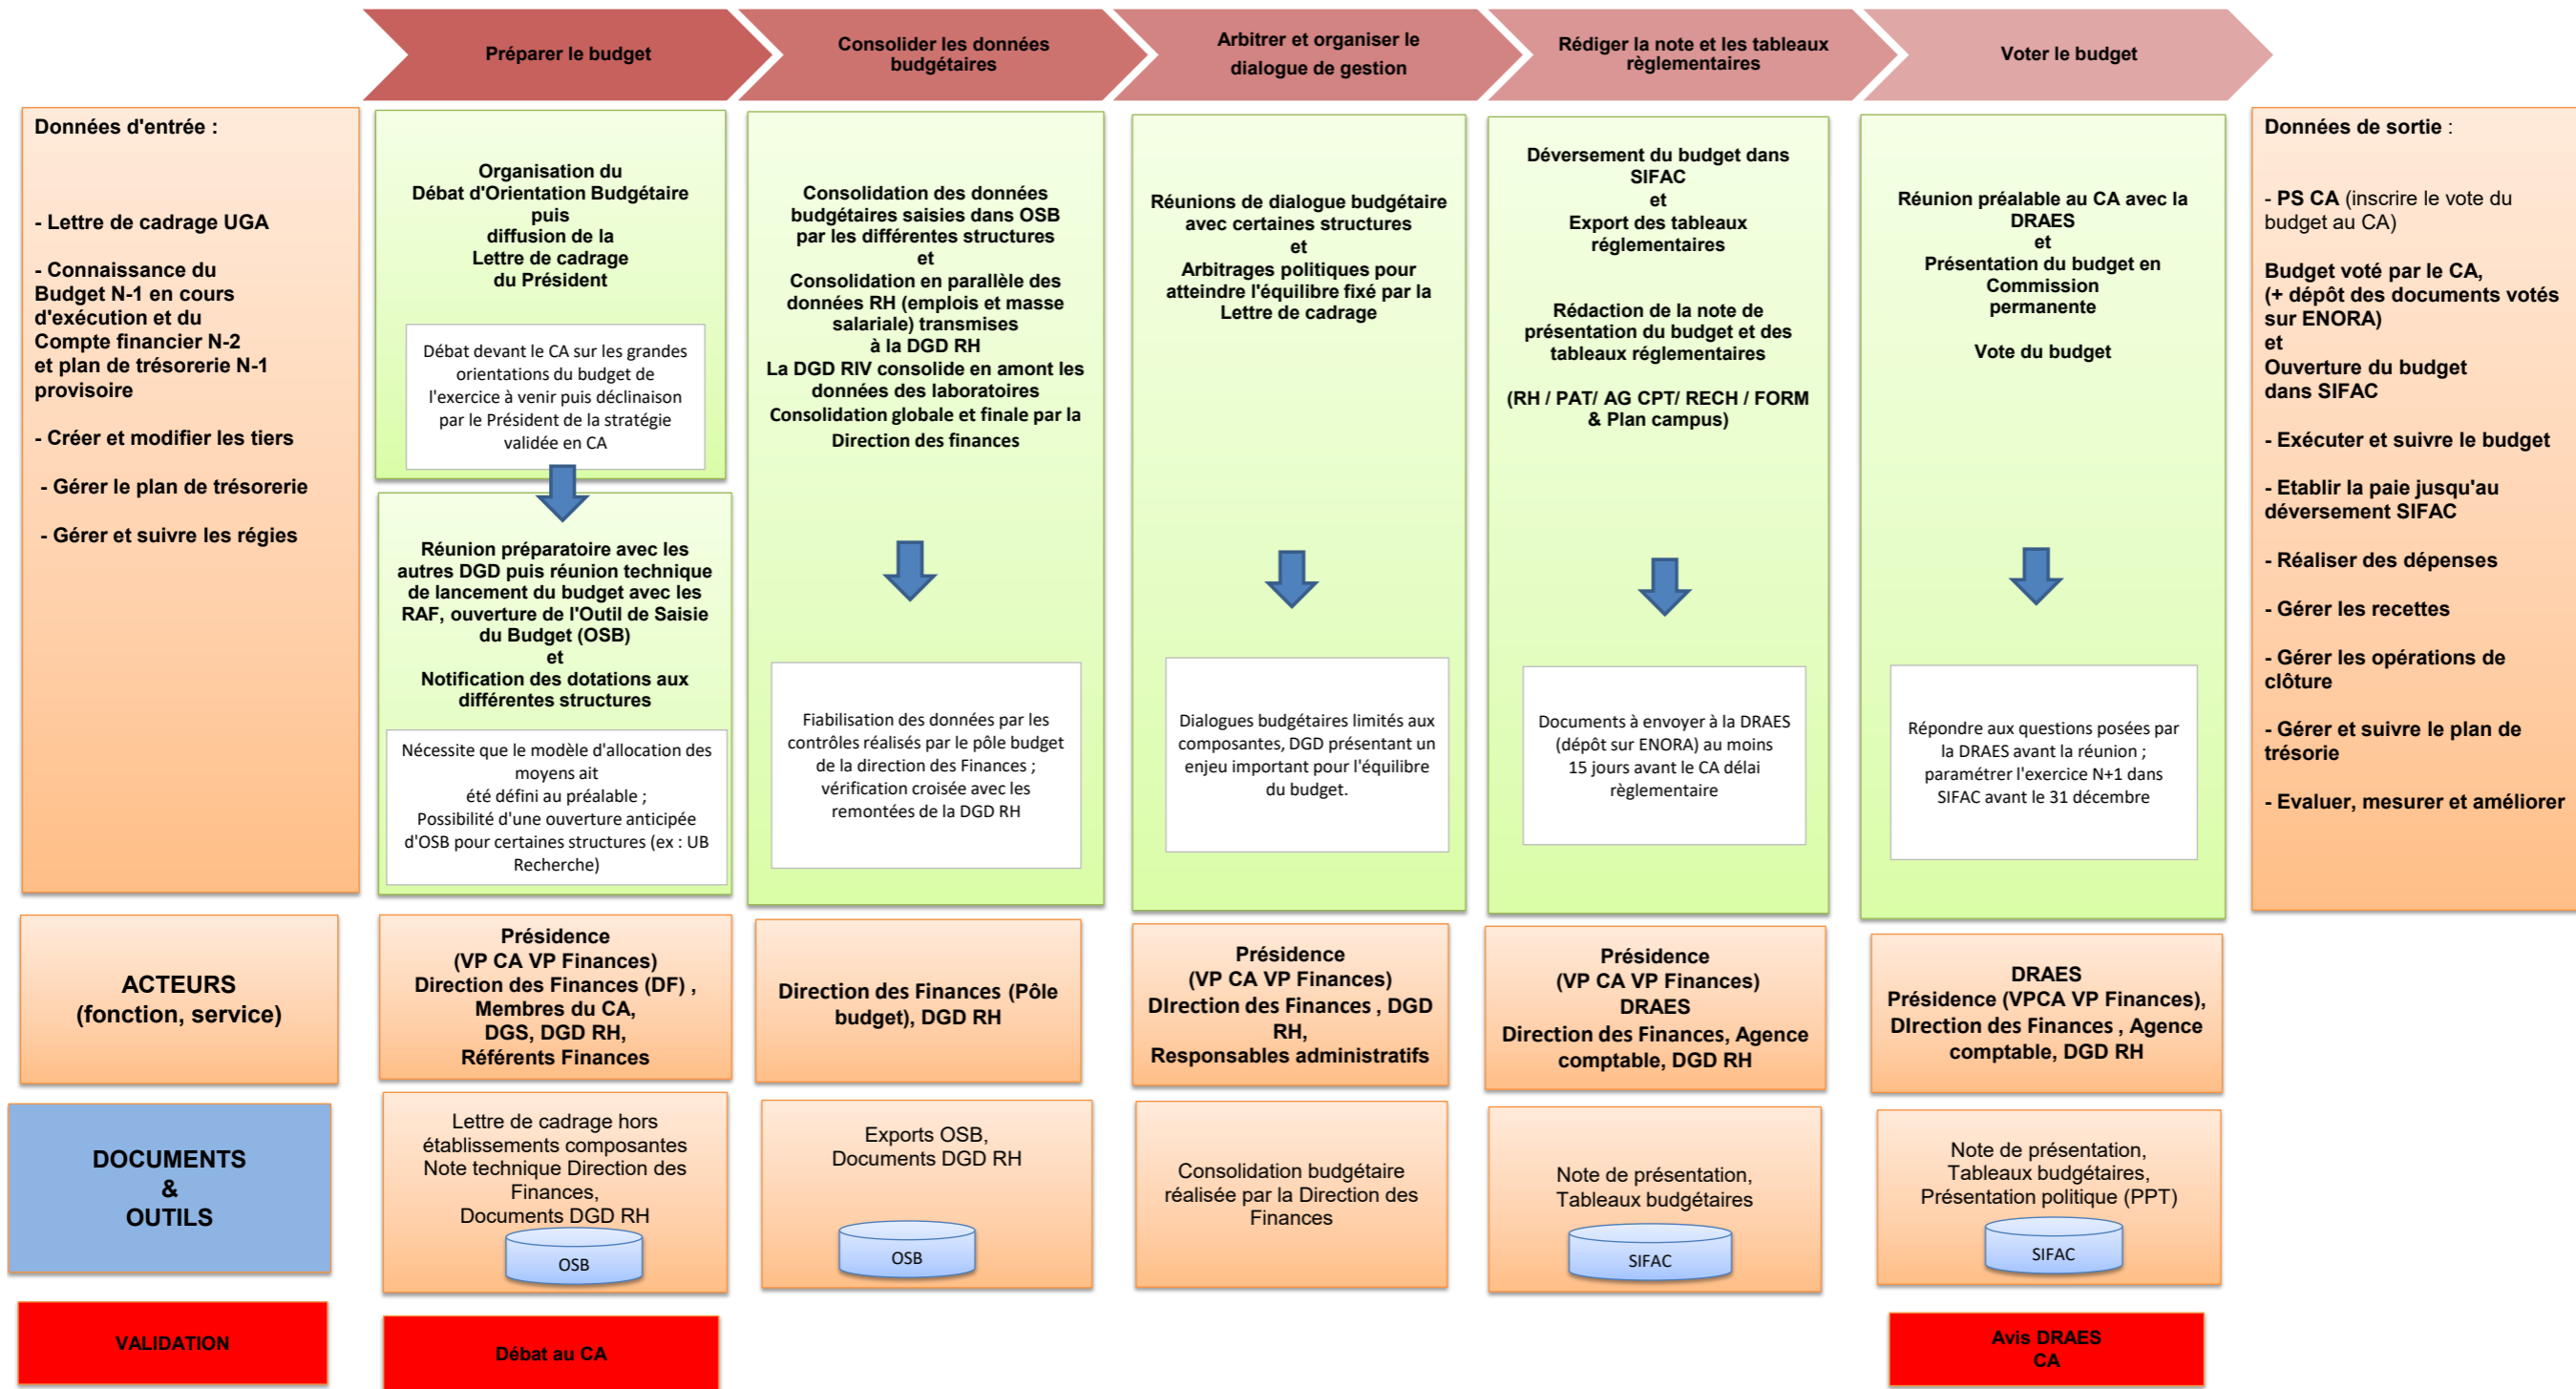 Préparer le budget
Consolider les données
budgétaires
Arbitrer et organiser le
dialogue de gestion
Rédiger la note et les tableaux
règlementaires
Voter le budget
Données d'entrée :
- Lettre de cadrage UGA
- Connaissance du
Budget N-1 en cours
d'exécution et du
Compte financier N-2
et plan de trésorerie N-1
provisoire
- Créer et modifier les tiers
- Gérer le plan de trésorerie
- Gérer et suivre les régies
Organisation du
Débat d'Orientation Budgétaire
puis
diffusion de la
Lettre de cadrage
du Président
Débat devant le CA sur les grandes
orientations du budget de
l'exercice à venir puis déclinaison
par le Président de la stratégie
validée en CA
Réunion préparatoire avec les
autres DGD puis réunion technique
de lancement du budget avec les
RAF, ouverture de l'Outil de Saisie
du Budget (OSB)
et
Notification des dotations aux
différentes structures
Nécessite que le modèle d'allocation des
moyens ait
été défini au préalable ;
Possibilité d'une ouverture anticipée
d'OSB pour certaines structures (ex : UB
Recherche)
Consolidation des données
budgétaires saisies dans OSB
par les différentes structures
et
Consolidation en parallèle des
données RH (emplois et masse
salariale) transmises
à la DGD RH
La DGD RIV consolide en amont les
données des laboratoires
Consolidation globale et finale par la
Direction des finances
Fiabilisation des données par les
contrôles réalisés par le pôle budget
de la direction des Finances ;
vérification croisée avec les
remontées de la DGD RH
Réunions de dialogue budgétaire
avec certaines structures
et
Arbitrages politiques pour
atteindre l'équilibre fixé par la
Lettre de cadrage
Dialogues budgétaires limités aux
composantes, DGD présentant un
enjeu important pour l'équilibre
du budget.
Déversement du budget dans
SIFAC
et
Export des tableaux
réglementaires
Rédaction de la note de
présentation du budget et des
tableaux réglementaires
(RH / PAT/ AG CPT/ RECH / FORM
& Plan campus)
Documents à envoyer à la DRAES
(dépôt sur ENORA) au moins
15 jours avant le CA délai
règlementaire
Réunion préalable au CA avec la
DRAES
et
Présentation du budget en
Commission
permanente
Vote du budget
Répondre aux questions posées par
la DRAES avant la réunion ;
paramétrer l'exercice N+1 dans
SIFAC avant le 31 décembre
Données de sortie :
- PS CA (inscrire le vote du
budget au CA)
Budget voté par le CA,
(+ dépôt des documents votés
sur ENORA)
et
Ouverture du budget
dans SIFAC
- Exécuter et suivre le budget
- Etablir la paie jusqu'au
déversement SIFAC
- Réaliser des dépenses
- Gérer les recettes
- Gérer les opérations de
clôture
- Gérer et suivre le plan de
trésorie
- Evaluer, mesurer et améliorer
ACTEURS
(fonction, service)
Présidence
(VP CA VP Finances)
Direction des Finances (DF) ,
Membres du CA,
DGS, DGD RH,
Référents Finances
Direction des Finances (Pôle
budget), DGD RH
Présidence
(VP CA VP Finances)
DIrection des Finances , DGD
RH,
Responsables administratifs
Présidence
(VP CA VP Finances)
DRAES
Direction des Finances, Agence
comptable, DGD RH
DRAES
Présidence (VPCA VP Finances),
DIrection des Finances , Agence
comptable, DGD RH
DOCUMENTS
&
OUTILS
Lettre de cadrage hors
établissements composantes
Note technique Direction des
Finances,
Documents DGD RH
OSB
Exports OSB,
Documents DGD RH
OSB
Consolidation budgétaire
réalisée par la Direction des
Finances
Note de présentation,
Tableaux budgétaires
SIFAC
Note de présentation,
Tableaux budgétaires,
Présentation politique (PPT)
SIFAC
VALIDATION
Débat au CA
Avis DRAES
CA